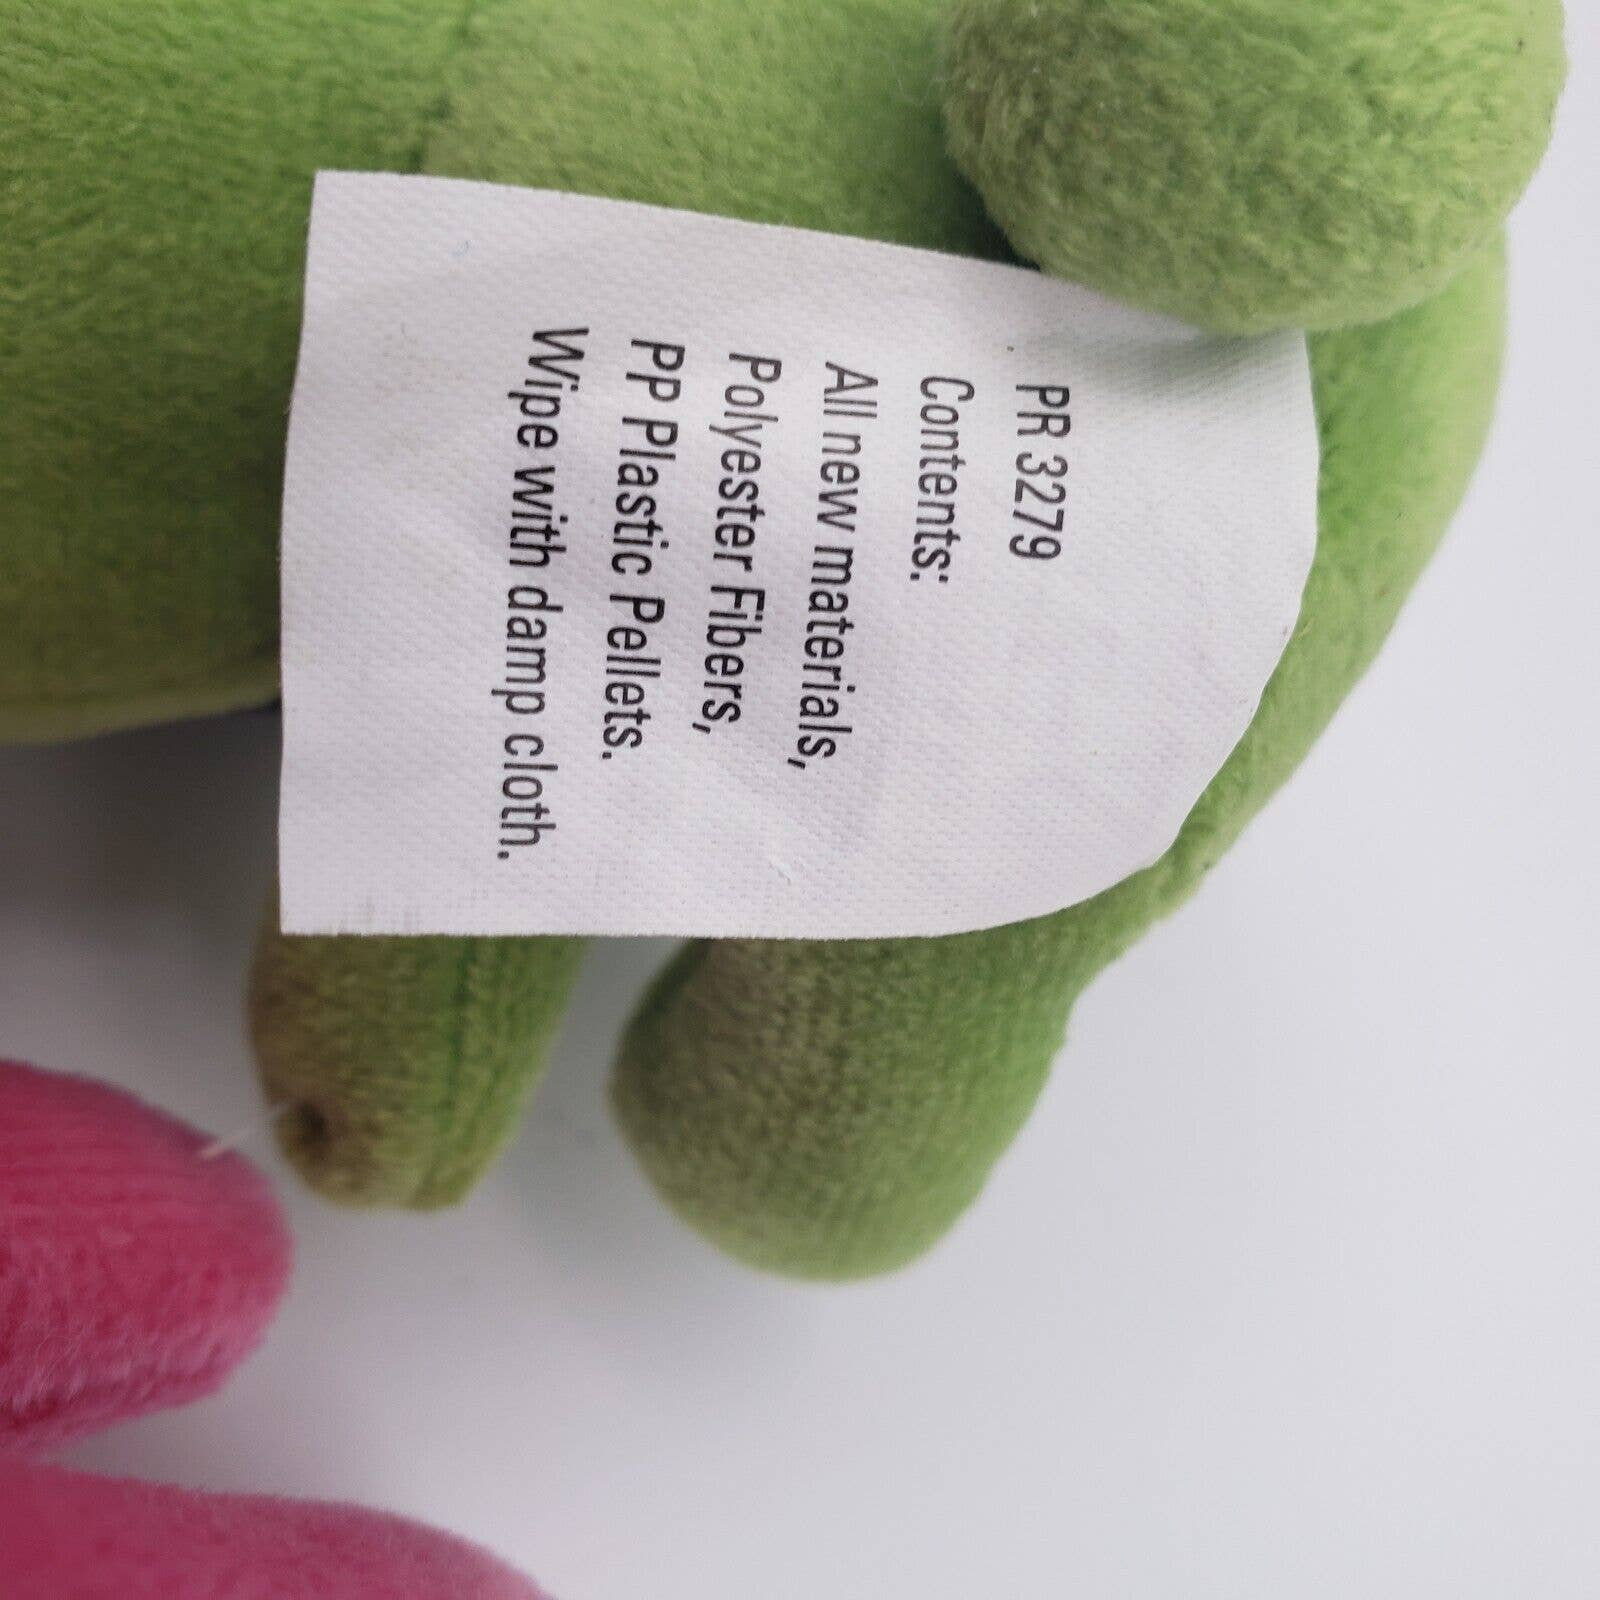 PR 3279
Contents:
All new materials,
Polyester Fibers,
PP Plastic Pellets.
Wipe with damp cloth.